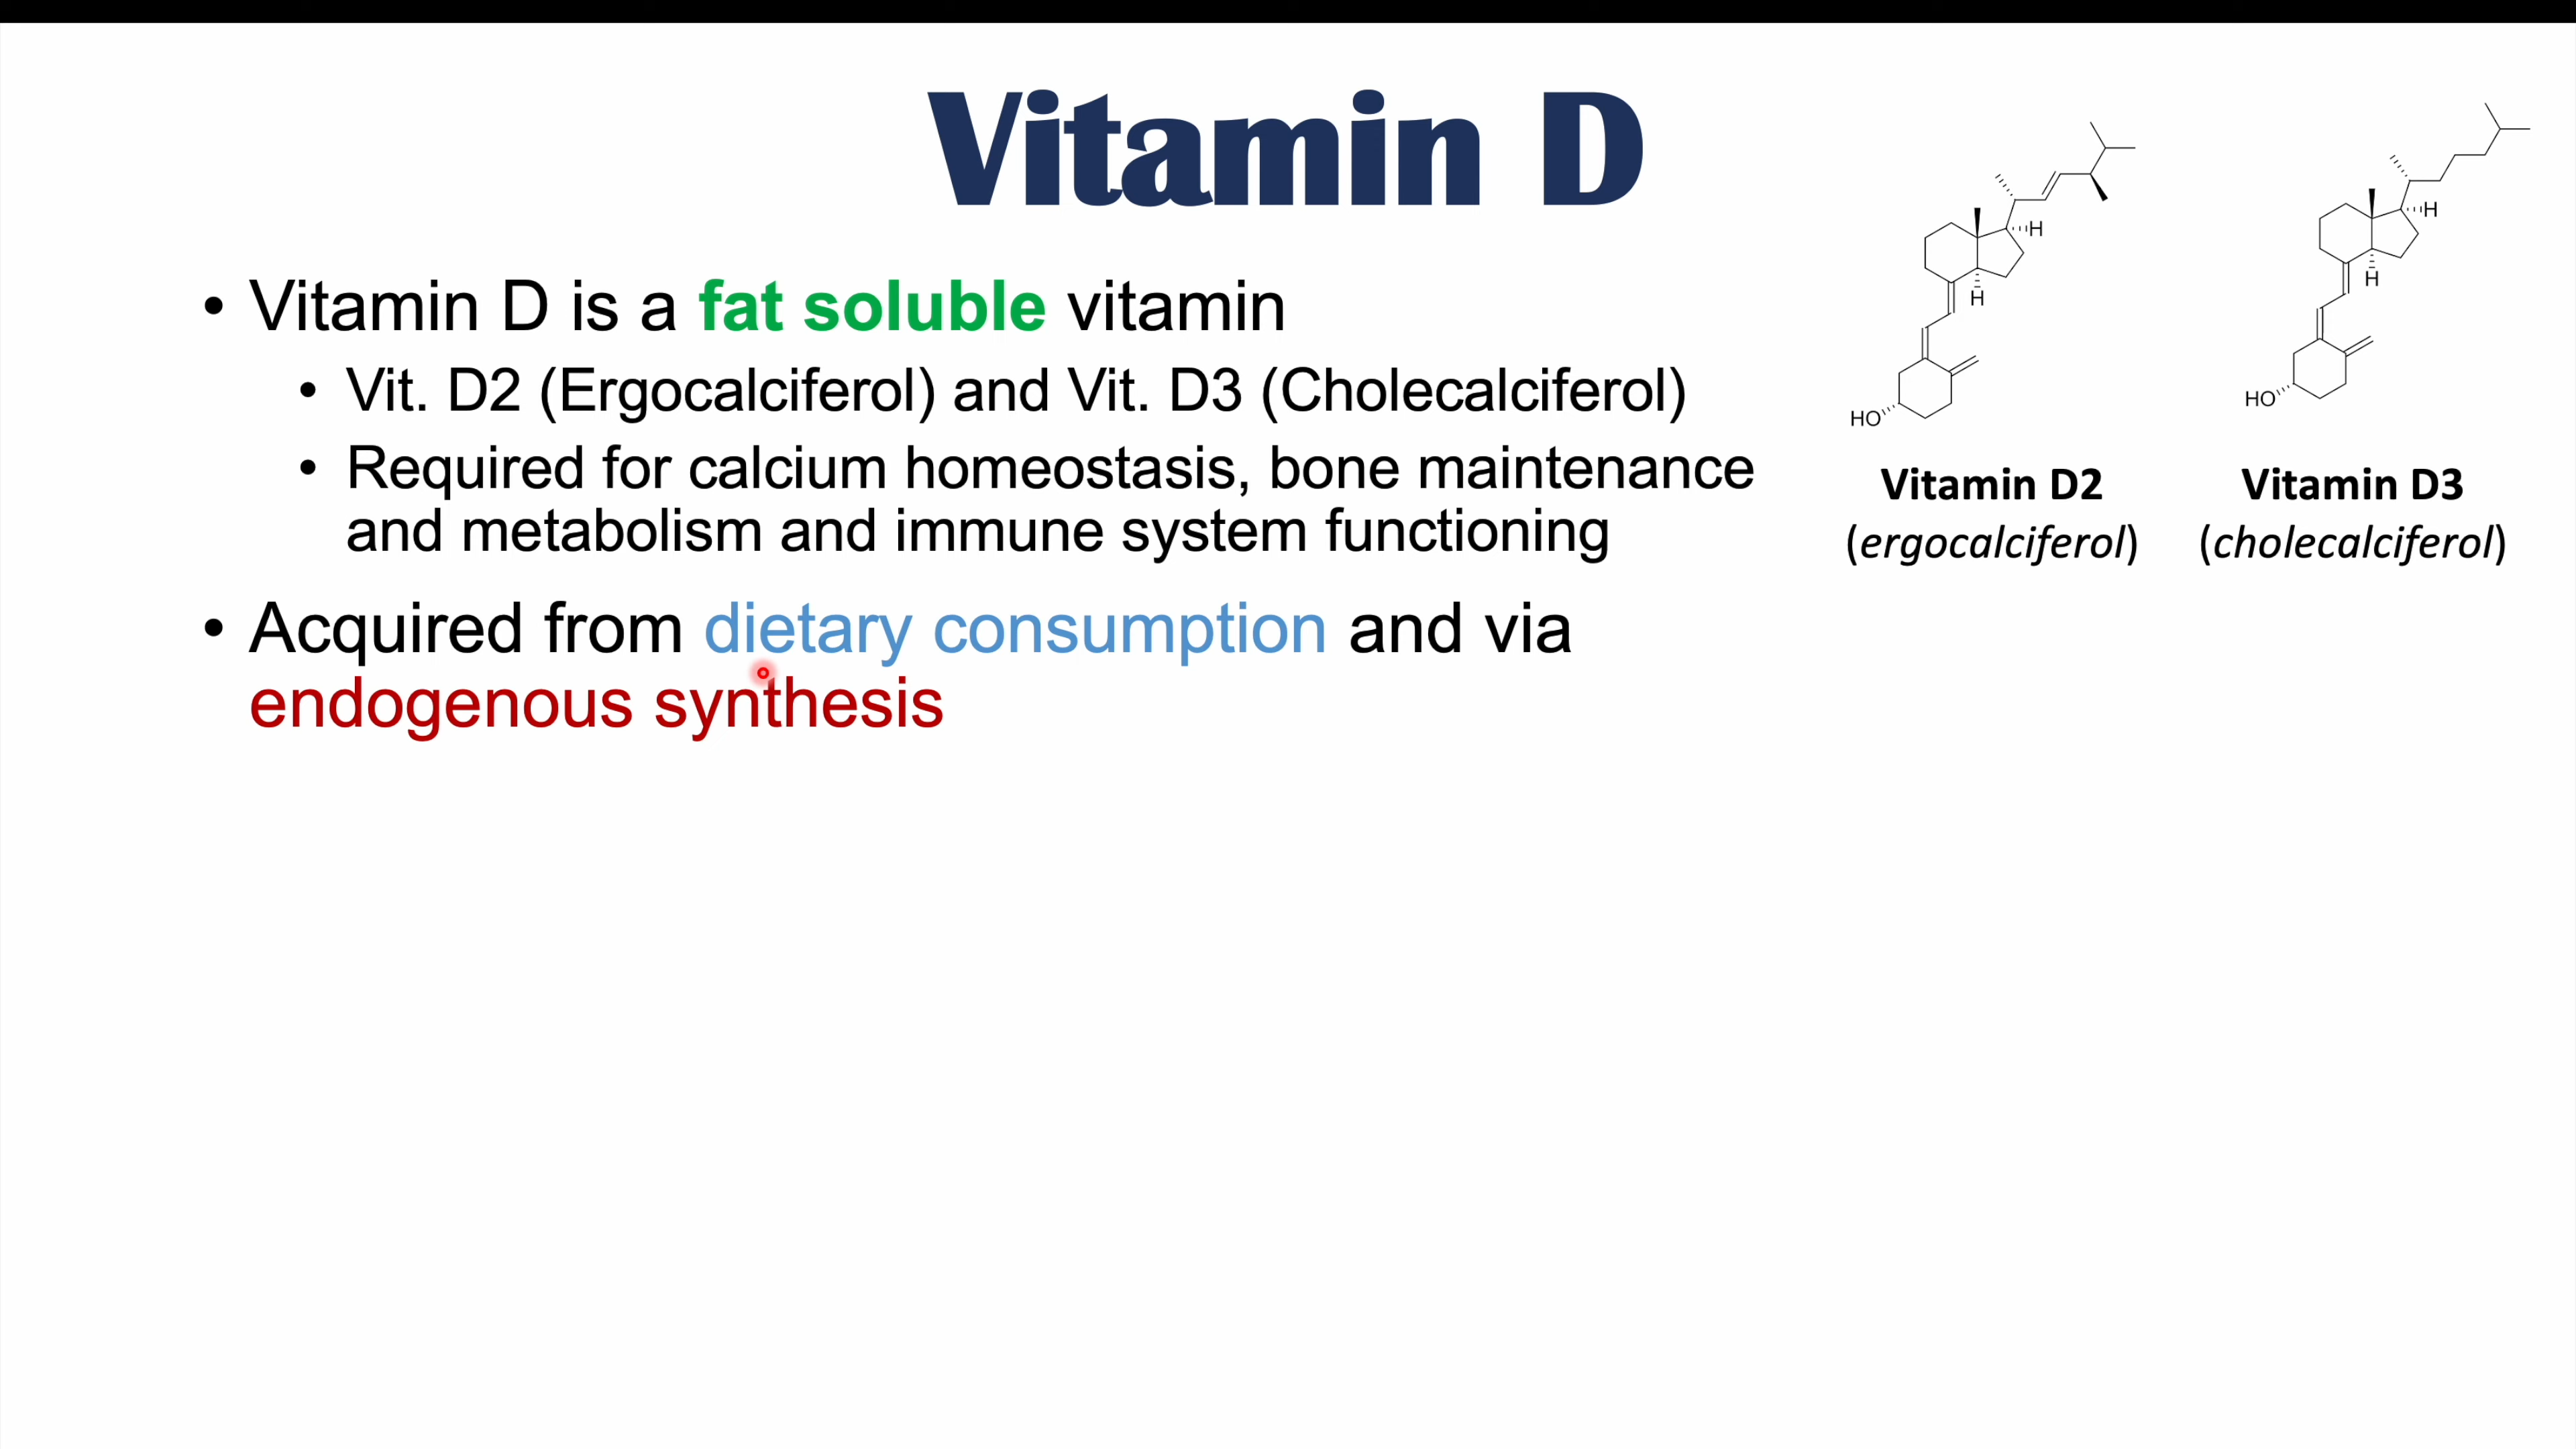 Vitamin D
• Vitamin D is a fat soluble vitamin
• Vit. D2 (Ergocalciferol) and Vit. D3 (Cholecalciferol)
• Required for calcium homeostasis, bone maintenance
and metabolism and immune system functioning
• Acquired from dietary consumption and via
endogenous synthesis
H
H
HO
Vitamin D2
(ergocalciferol)
H
H
HO
Vitamin D3
(cholecalciferol)